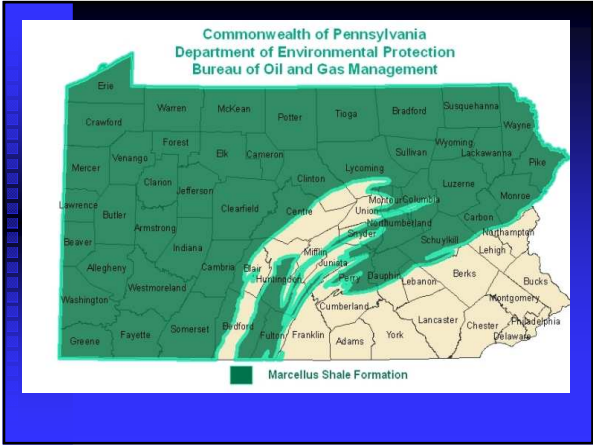 Commonwealth of Pennsylvania
Department of Environmental Protection
Bureau of Oil and Gas Management
Erie
Crawford
Warren
McKean
Potter
Tioga
Bradford
Susquehanna
Wayne
Forest
Elk
Cameron
Sullivan
Wyoming
Lackawanna
Pike
Mercer
Venango
Clarion
Jefferson
Clinton
Lycoming
Luzerne
Monroe
Lawrence
Butler
Clearfield
Centre
Union
Montour
Columbia
Carbon
Northampton
Beaver
Armstrong
Indiana
Snyder
Northumberland
Schuylkill
Lehigh
Allegheny
Cambria
Blair
Mifflin
Juniata
Huntingdon
Perry
Dauphin
Lebanon
Berks
Bucks
Westmoreland
Washington
Cumberland
Montgomery
Greene
Fayette
Somerset
Bedford
Fulton
Franklin
Adams
York
Lancaster
Chester
Philadelphia
Delaware
Marcellus Shale Formation